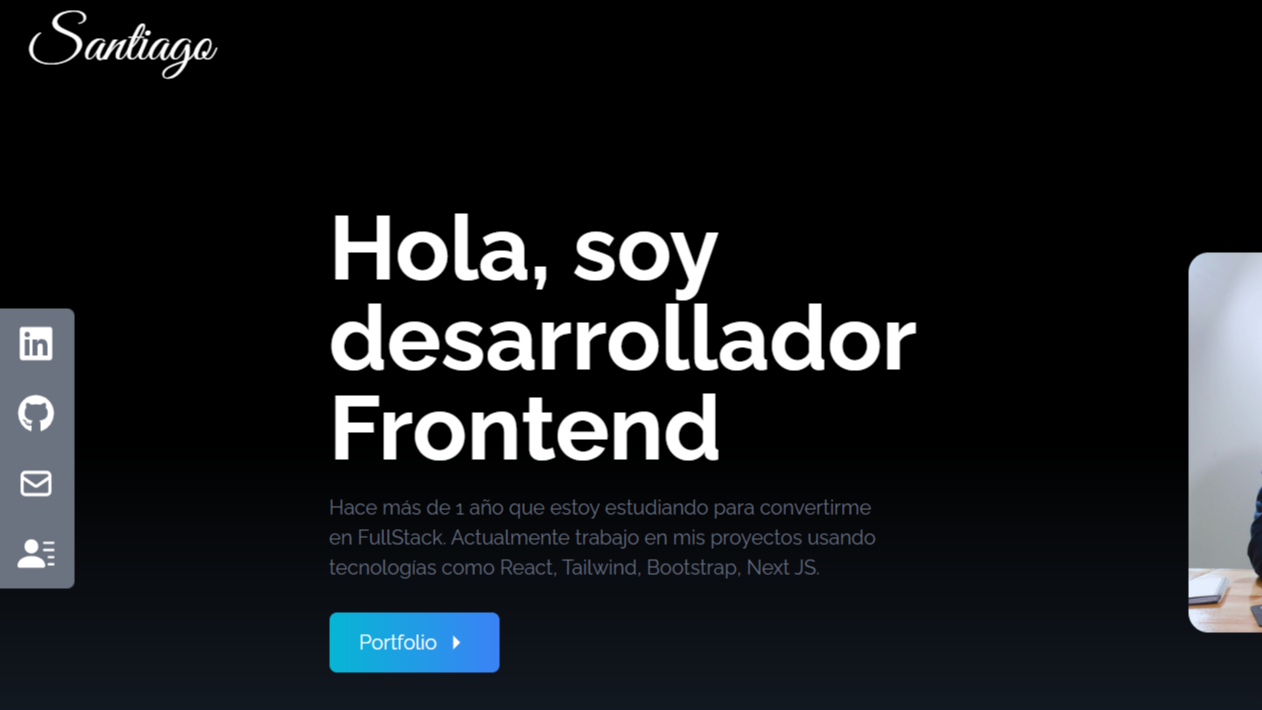 Santiago
Hola, soy
desarrollador
Frontend
Hace más de 1 año que estoy estudiando para convertirme
en FullStack. Actualmente trabajo en mis proyectos usando
tecnologías como React, Tailwind, Bootstrap, Next JS.
Portfolio